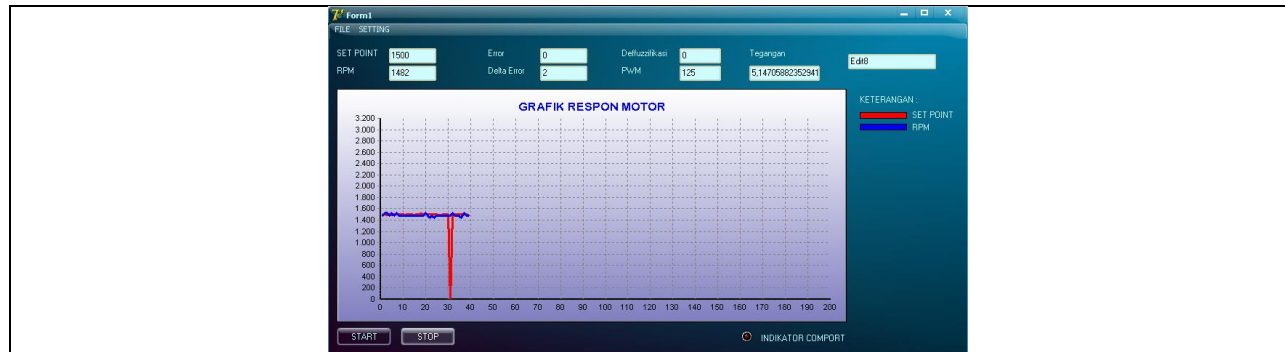 Form1
FILE SETTING
SET POINT 1500 Error 0 Deffuzzifikasi 0 Tegangan
Edit8
RPM 1482 Delta Error 2 PWM 125 5,14705882352941
GRAFIK RESPON MOTOR
KETERANGAN :
SET POINT
RPM
3.200
3.000
2.800
2.600
2.400
2.200
2.000
1.800
1.600
1.400
1.200
1.000
800
600
400
200
0
0 10 20 30 40 50 60 70 80 90 100 110 120 130 140 150 160 170 180 190 200
START STOP INDIKATOR COMPORT